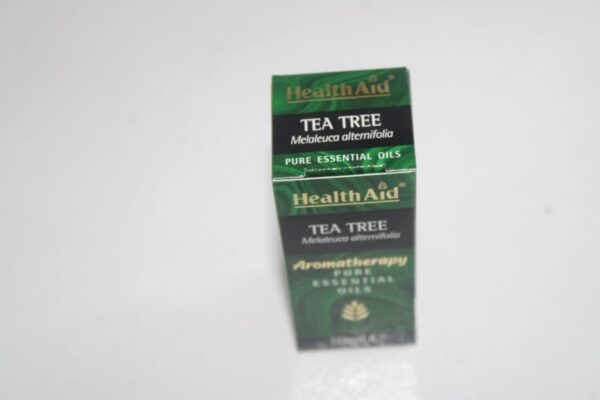 HealthAid®
TEA TREE
Melaleuca alternifolia
PURE ESSENTIAL OILS
HealthAid®
TEA TREE
Melaleuca alternifolia
Aromatherapy
PURE
ESSENTIAL
OILS